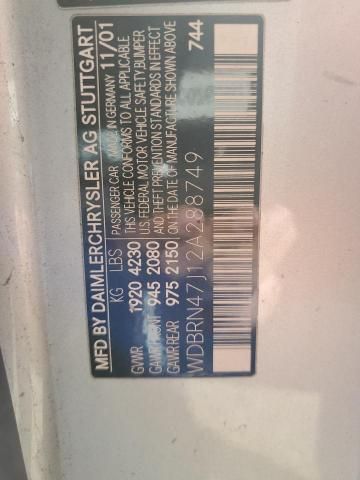 MFD BY DAIMLERCHRYSLER AG STUTTGART
KG LBS PASSENGER CAR MADE IN GERMANY 11/01
GVWR 1920 4230 THIS VEHICLE CONFORMS TO ALL APPLICABLE
U.S. FEDERAL MOTOR VEHICLE SAFETY, BUMPER
GAWR FRONT 945 2080 AND THEFT PREVENTION STANDARDS IN EFFECT
GAWR REAR 975 2150 ON THE DATE OF MANUFACTURE SHOWN ABOVE
WDBRN47J12A288749 744